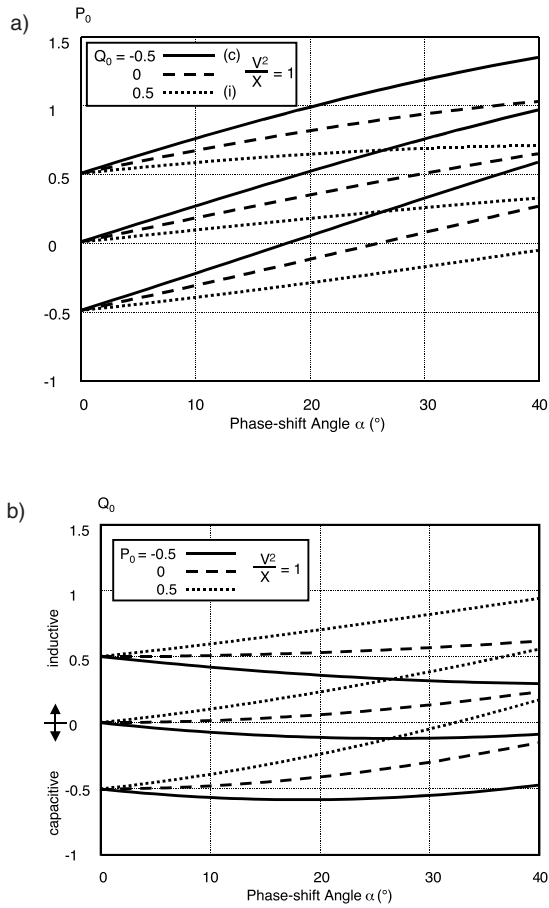 a)
P0
1.5
Q0 = -0.5 (c)
0
0.5 (i)
V² / X = 1
1
0.5
0
-0.5
-1
0 10 20 30 40
Phase-shift Angle α (°)
b)
Q0
1.5
P0 = -0.5
0
0.5
V² / X = 1
1
inductive
0.5
0
-0.5
capacitive
-1
0 10 20 30 40
Phase-shift Angle α (°)